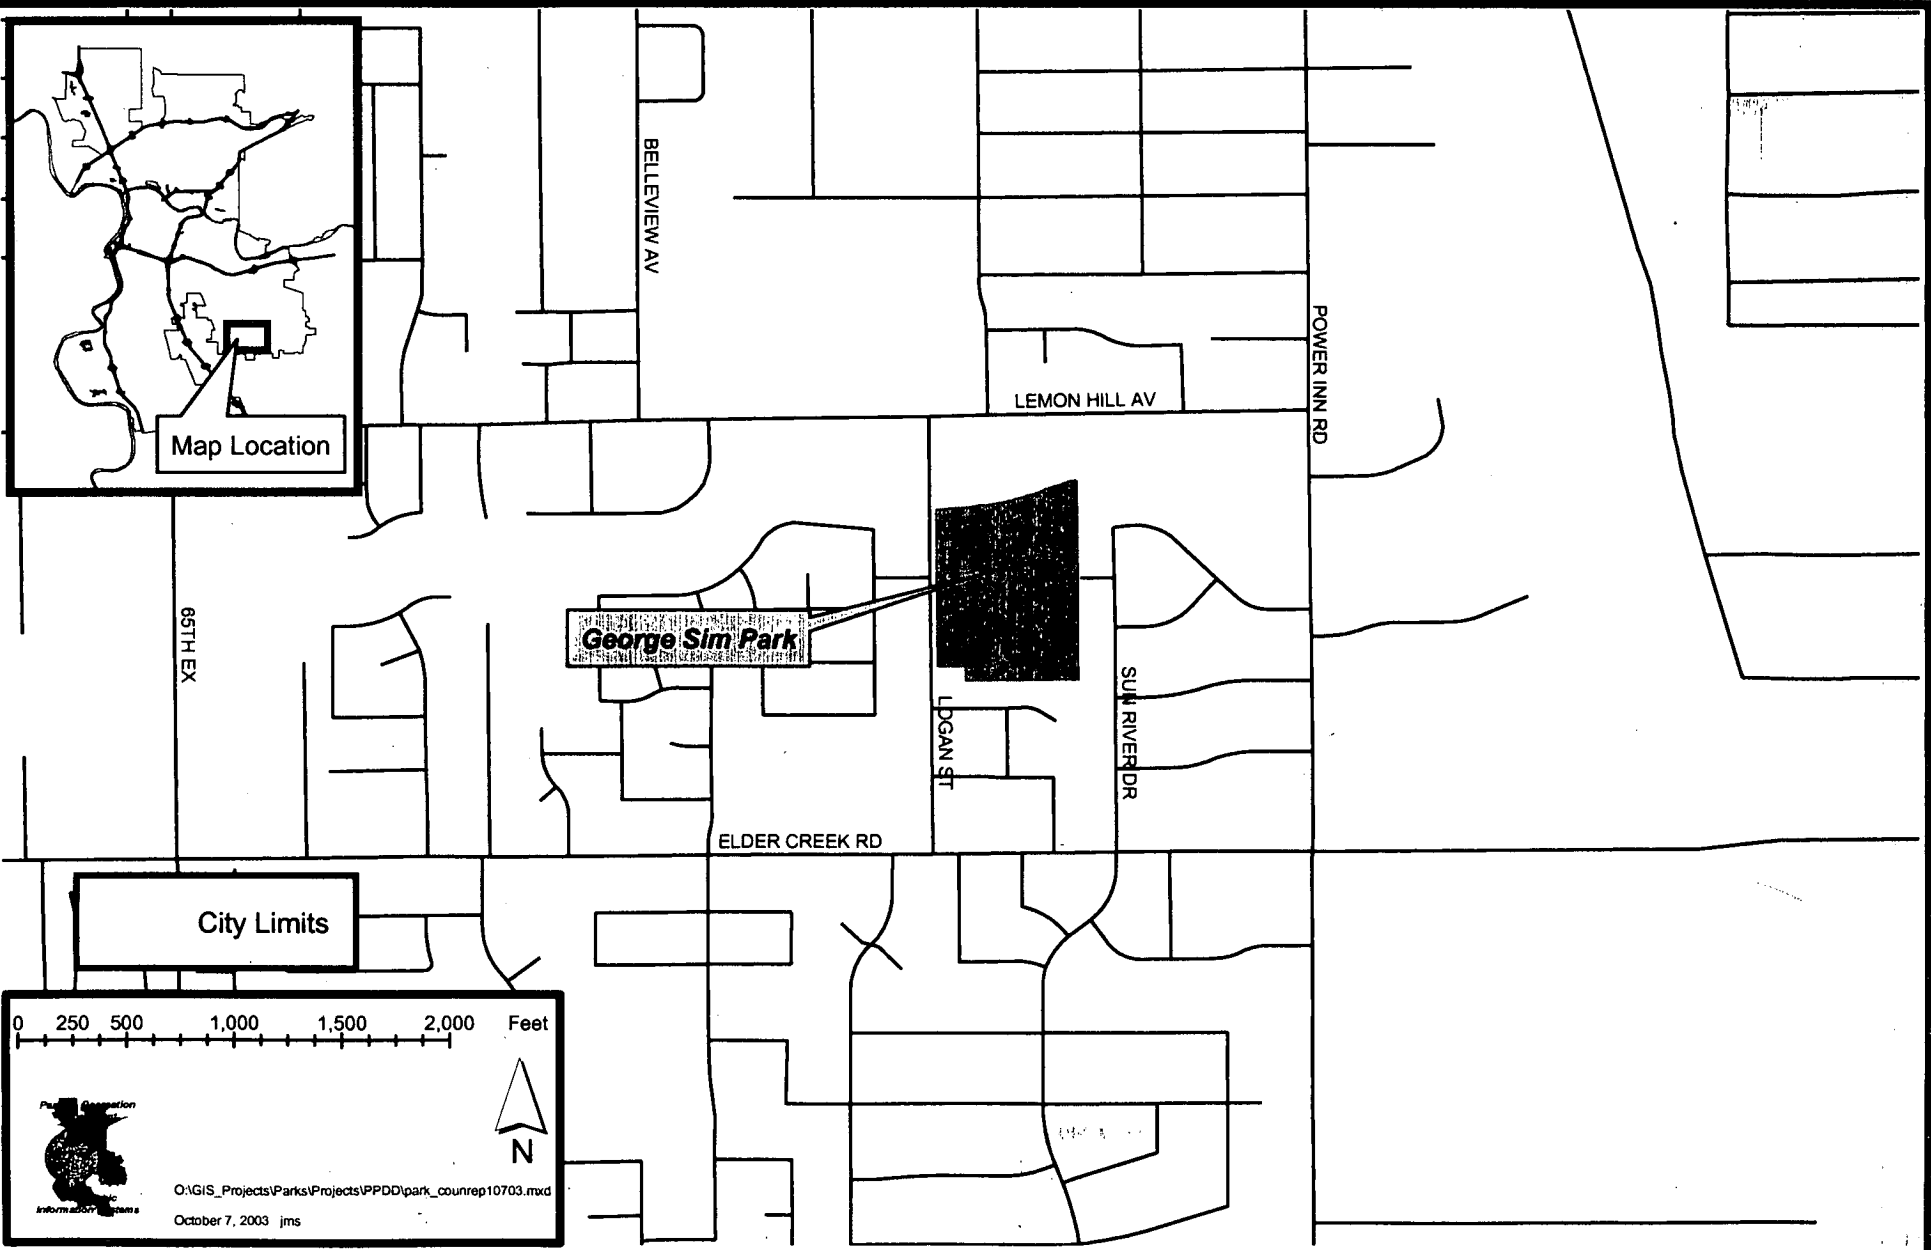 BELLEVIEW AV
POWER INN RD
LEMON HILL AV
Map Location
65TH EX
George Sim Park
SUN RIVER DR
LOGAN ST
ELDER CREEK RD
City Limits
0 250 500 1,000 1,500 2,000 Feet
N
O:\GIS_Projects\Parks\Projects\PPDD\park_counrep10703.mxd
October 7, 2003 jms